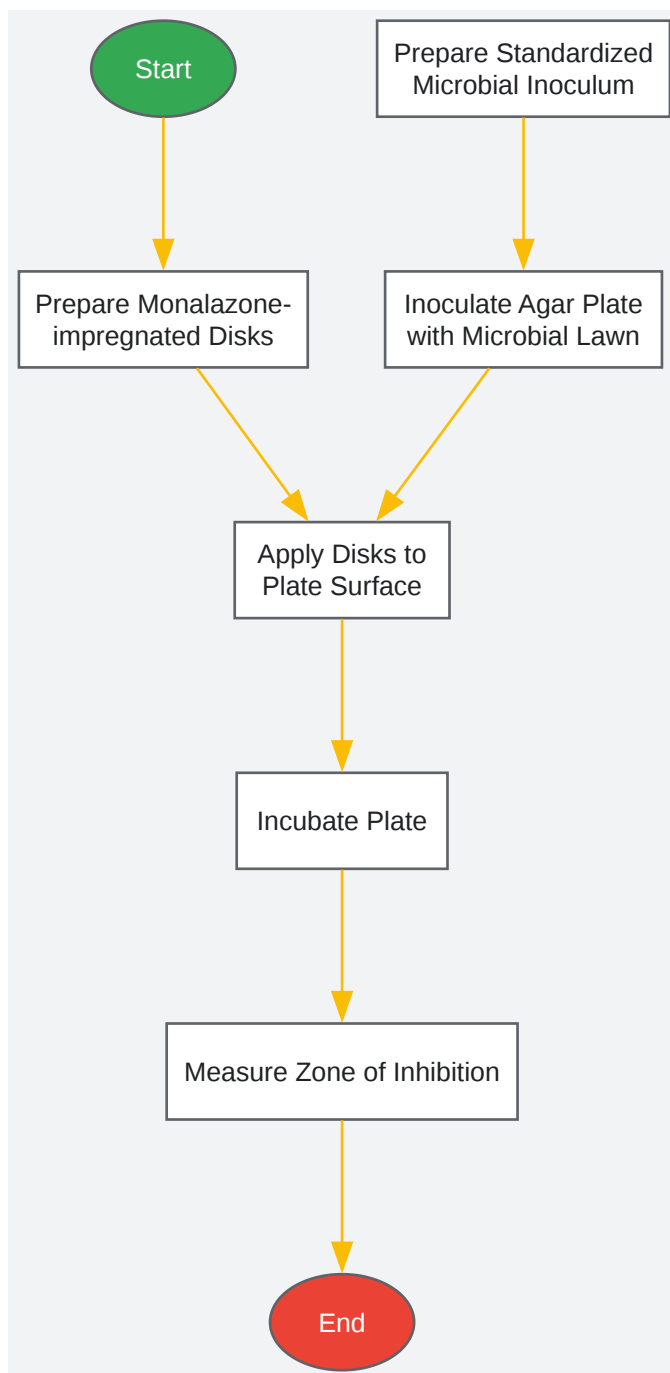 Start
Prepare Standardized
Microbial Inoculum
Prepare Monalazone-
impregnated Disks
Inoculate Agar Plate
with Microbial Lawn
Apply Disks to
Plate Surface
Incubate Plate
Measure Zone of Inhibition
End